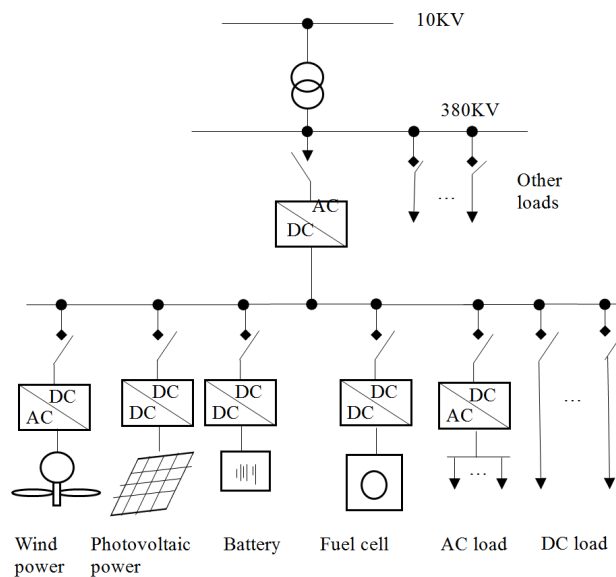 10KV
380KV
Other
loads
...
AC
DC
DC
AC
DC
DC
DC
DC
DC
DC
DC
AC
...
...
Wind
power
Photovoltaic
power
Battery
Fuel cell
AC load
DC load